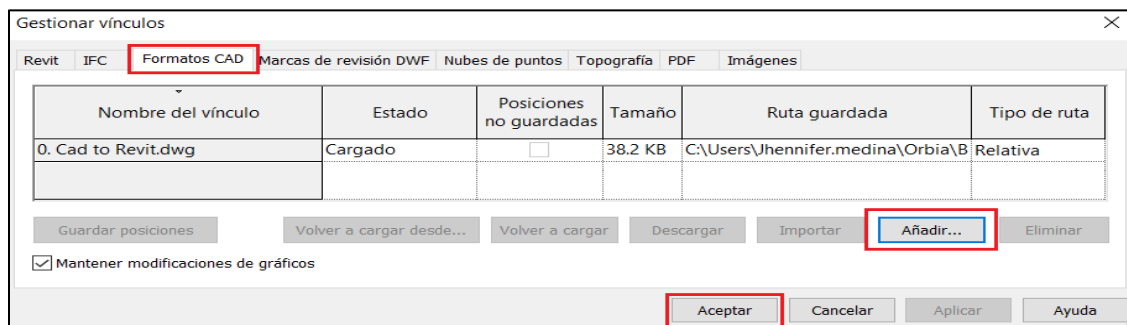 Gestionar vínculos
Revit IFC Formatos CAD Marcas de revisión DWF Nubes de puntos Topografía PDF Imágenes
Nombre del vínculo Estado Posiciones no guardadas Tamaño Ruta guardada Tipo de ruta
0. Cad to Revit.dwg Cargado 38.2 KB C:\Users\Jhennifer.medina\Orbia\B Relativa
Guardar posiciones Volver a cargar desde... Volver a cargar Descargar Importar Añadir... Eliminar
Mantener modificaciones de gráficos
Aceptar Cancelar Aplicar Ayuda